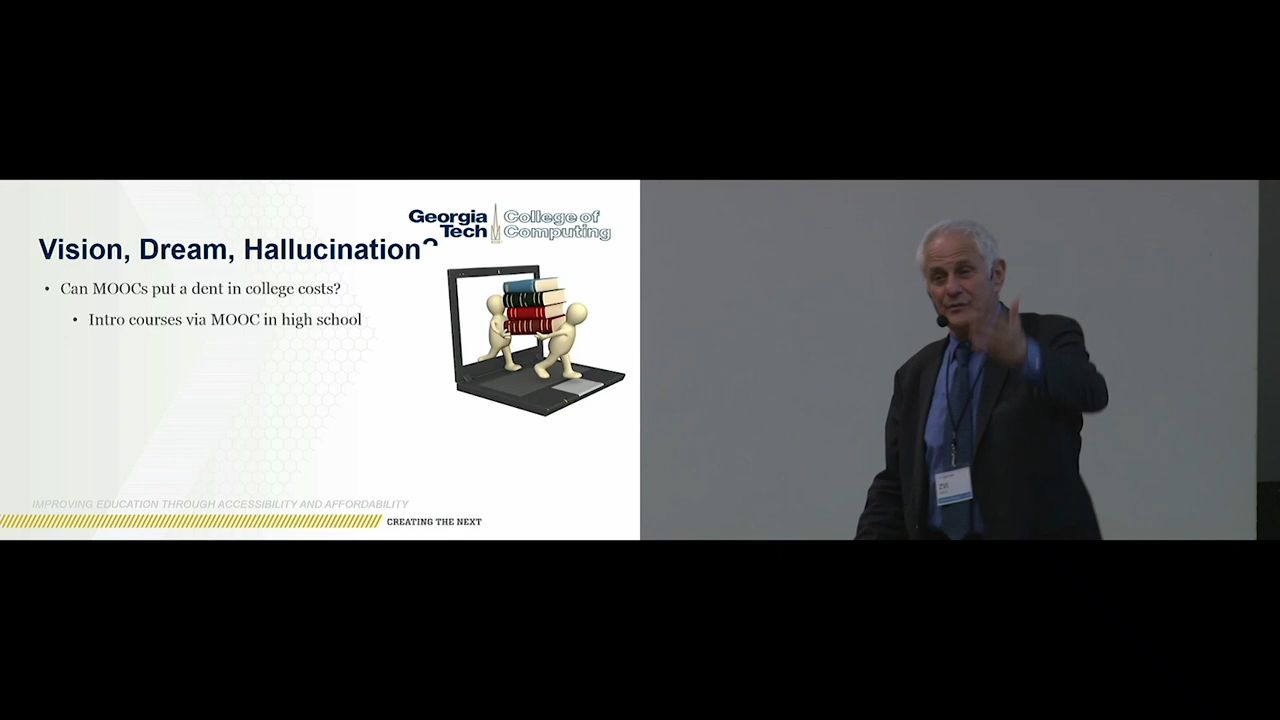 Georgia Tech
College of Computing
Vision, Dream, Hallucination?
• Can MOOCs put a dent in college costs?
• Intro courses via MOOC in high school
IMPROVING EDUCATION THROUGH ACCESSIBILITY AND AFFORDABILITY
CREATING THE NEXT
ZVI